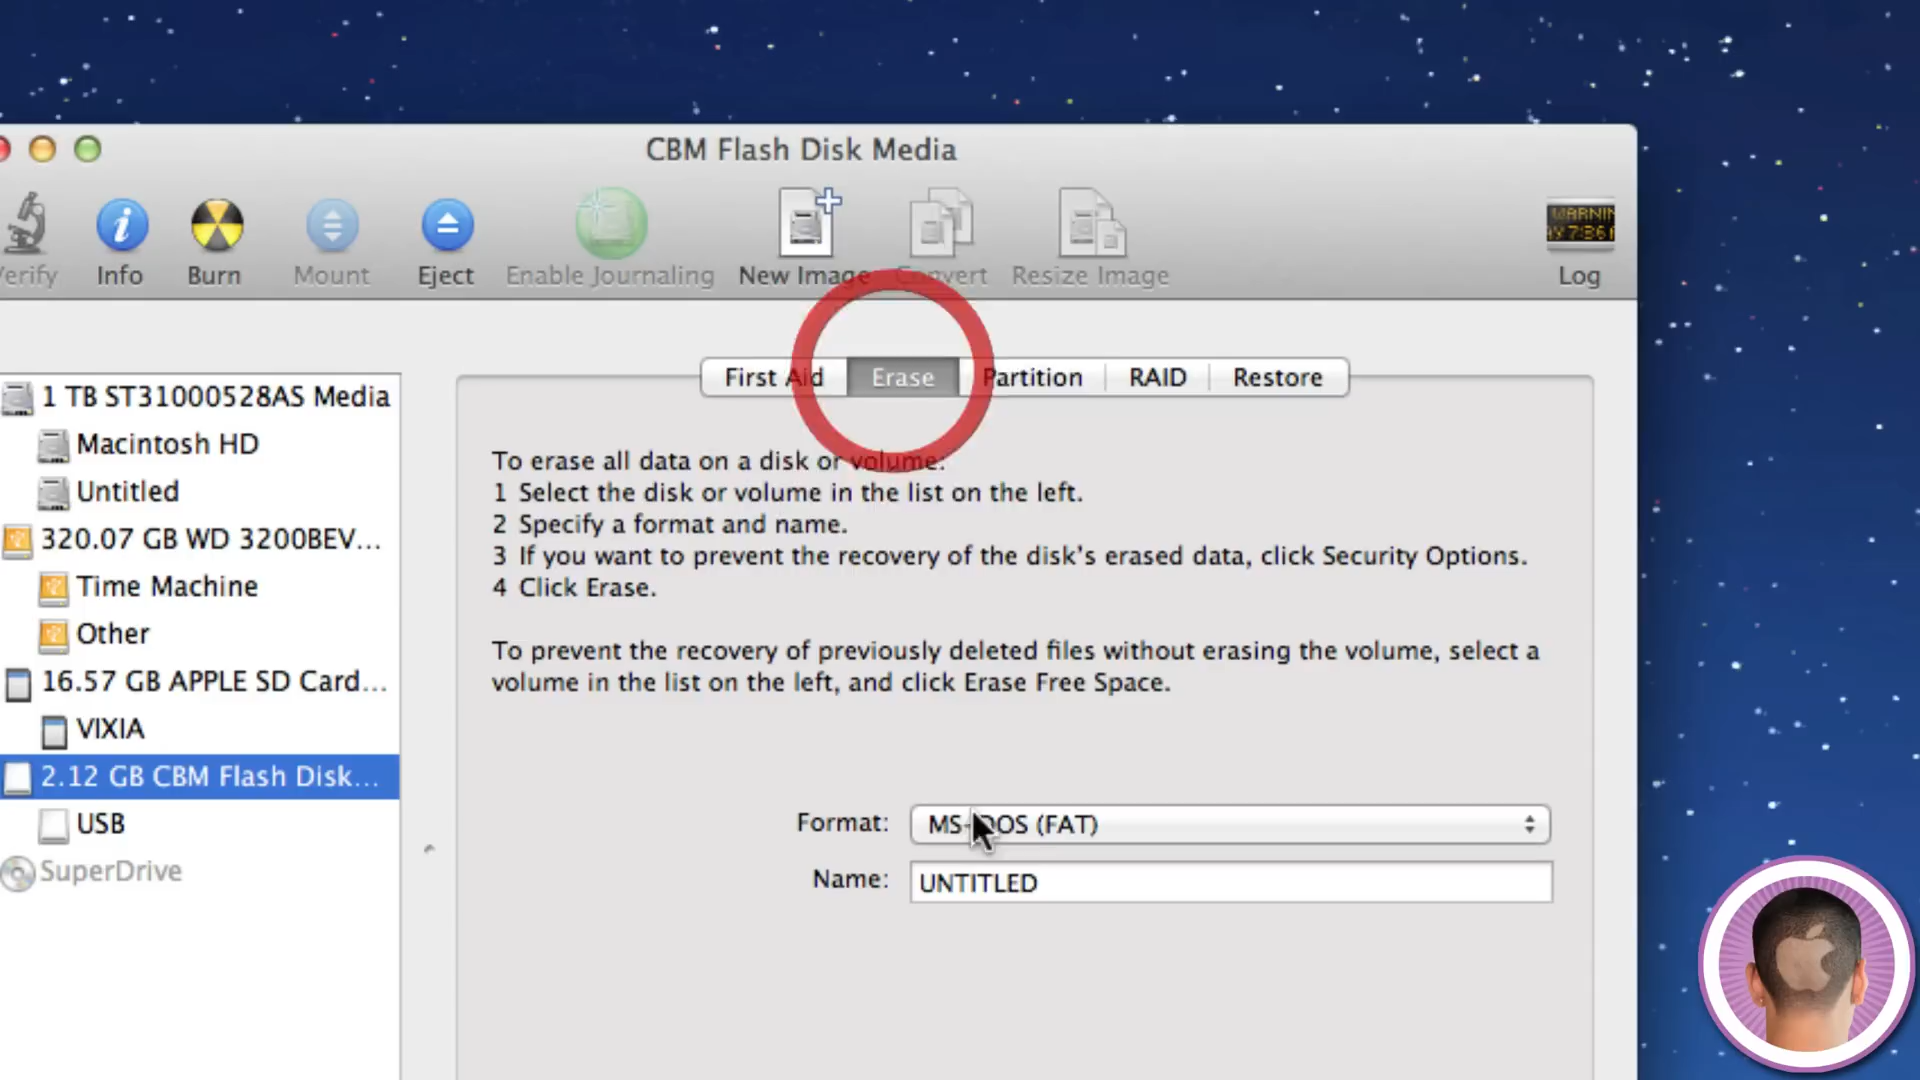 CBM Flash Disk Media
Verify Info Burn Mount Eject Enable Journaling New Image Convert Resize Image Log
WARNIN
First Aid Erase Partition RAID Restore
1 TB ST31000528AS Media
Macintosh HD
Untitled
320.07 GB WD 3200BEV...
Time Machine
Other
16.57 GB APPLE SD Card...
VIXIA
2.12 GB CBM Flash Disk...
USB
SuperDrive
To erase all data on a disk or volume:
1 Select the disk or volume in the list on the left.
2 Specify a format and name.
3 If you want to prevent the recovery of the disk's erased data, click Security Options.
4 Click Erase.
To prevent the recovery of previously deleted files without erasing the volume, select a
volume in the list on the left, and click Erase Free Space.
Format: MS-DOS (FAT)
Name: UNTITLED